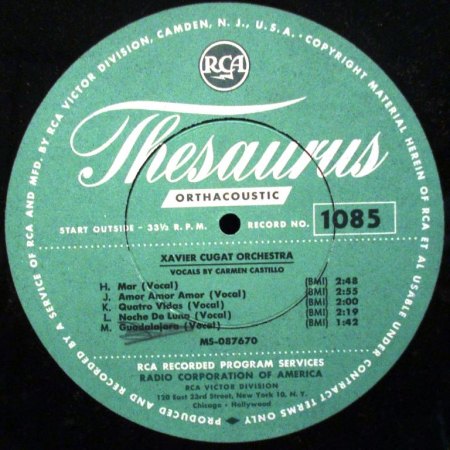 RCA VICTOR DIVISION, CAMDEN, N. J., U. S. A. • COPYRIGHT MATERIAL HEREIN OF RCA ET AL USABLE UNDER CONTRACT TERMS ONLY
PRODUCED AND RECORDED BY A SERVICE OF RCA AND MFD. BY
RCA
Thesaurus
ORTHACOUSTIC
START OUTSIDE - 33⅓ R. P. M.
RECORD NO. 1085
XAVIER CUGAT ORCHESTRA
VOCALS BY CARMEN CASTILLO
H. Mar (Vocal) (BMI) 2:48
J. Amor Amor Amor (Vocal) (BMI) 2:55
K. Quatro Vidas (Vocal) (BMI) 2:00
L. Noche De Luna (Vocal) (BMI) 2:19
M. Guadalajara (Vocal) (BMI) 1:42
MS-087670
RCA RECORDED PROGRAM SERVICES
RADIO CORPORATION OF AMERICA
RCA VICTOR DIVISION
120 East 23rd Street, New York 10, N. Y.
Chicago • Hollywood